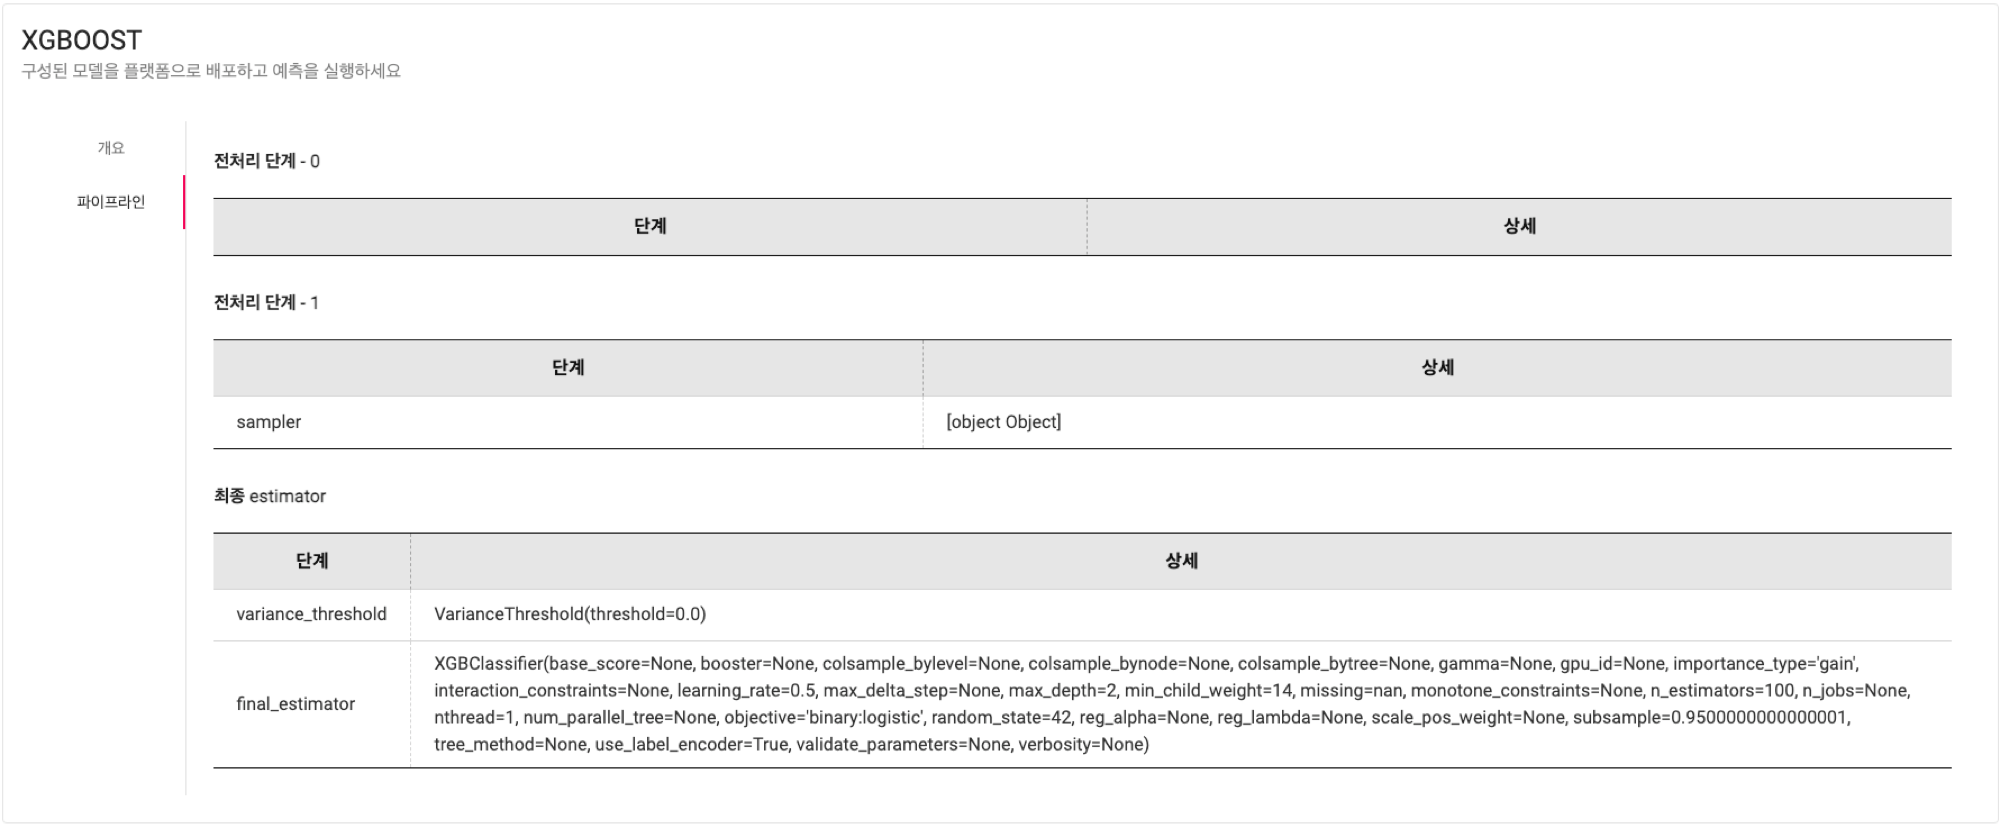 XGBOOST
구성된 모델을 플랫폼으로 배포하고 예측을 실행하세요
개요
파이프라인
전처리 단계 - 0
단계 상세
전처리 단계 - 1
단계 상세
sampler [object Object]
최종 estimator
단계 상세
variance_threshold VarianceThreshold(threshold=0.0)
final_estimator
XGBClassifier(base_score=None, booster=None, colsample_bylevel=None, colsample_bynode=None, colsample_bytree=None, gamma=None, gpu_id=None, importance_type='gain',
interaction_constraints=None, learning_rate=0.5, max_delta_step=None, max_depth=2, min_child_weight=14, missing=nan, monotone_constraints=None, n_estimators=100, n_jobs=None,
nthread=1, num_parallel_tree=None, objective='binary:logistic', random_state=42, reg_alpha=None, reg_lambda=None, scale_pos_weight=None, subsample=0.9500000000000001,
tree_method=None, use_label_encoder=True, validate_parameters=None, verbosity=None)